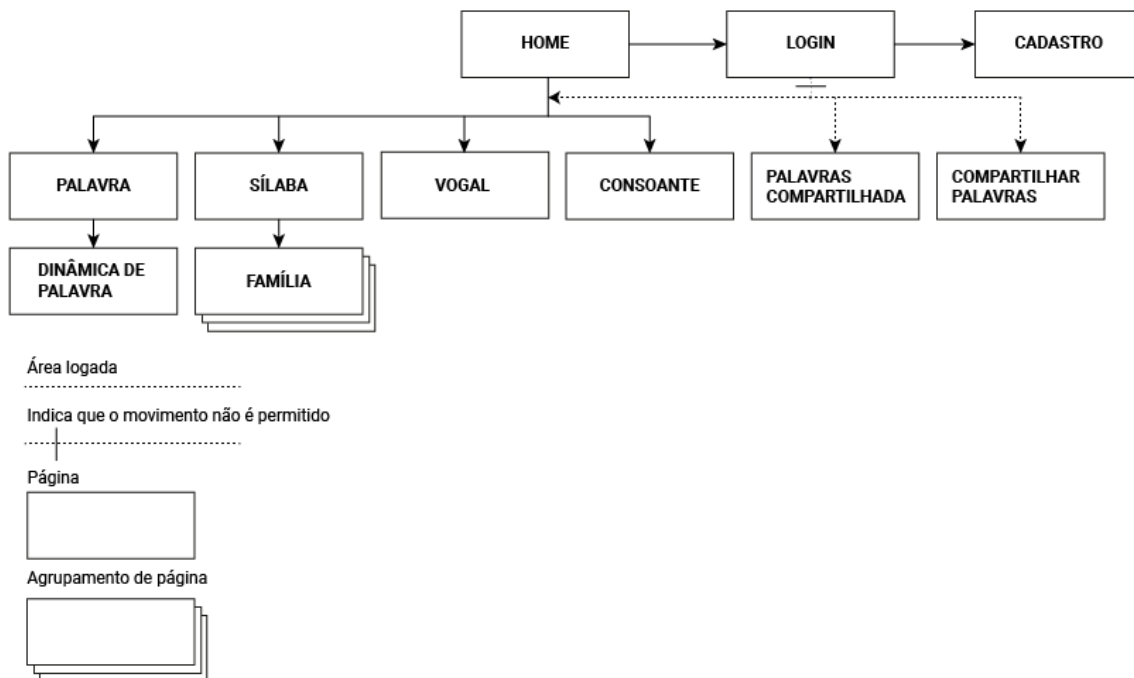 HOME
LOGIN
CADASTRO
PALAVRA
SÍLABA
VOGAL
CONSOANTE
PALAVRAS
COMPARTILHADA
COMPARTILHAR
PALAVRAS
DINÂMICA DE
PALAVRA
FAMÍLIA
Área logada
Indica que o movimento não é permitido
Página
Agrupamento de página